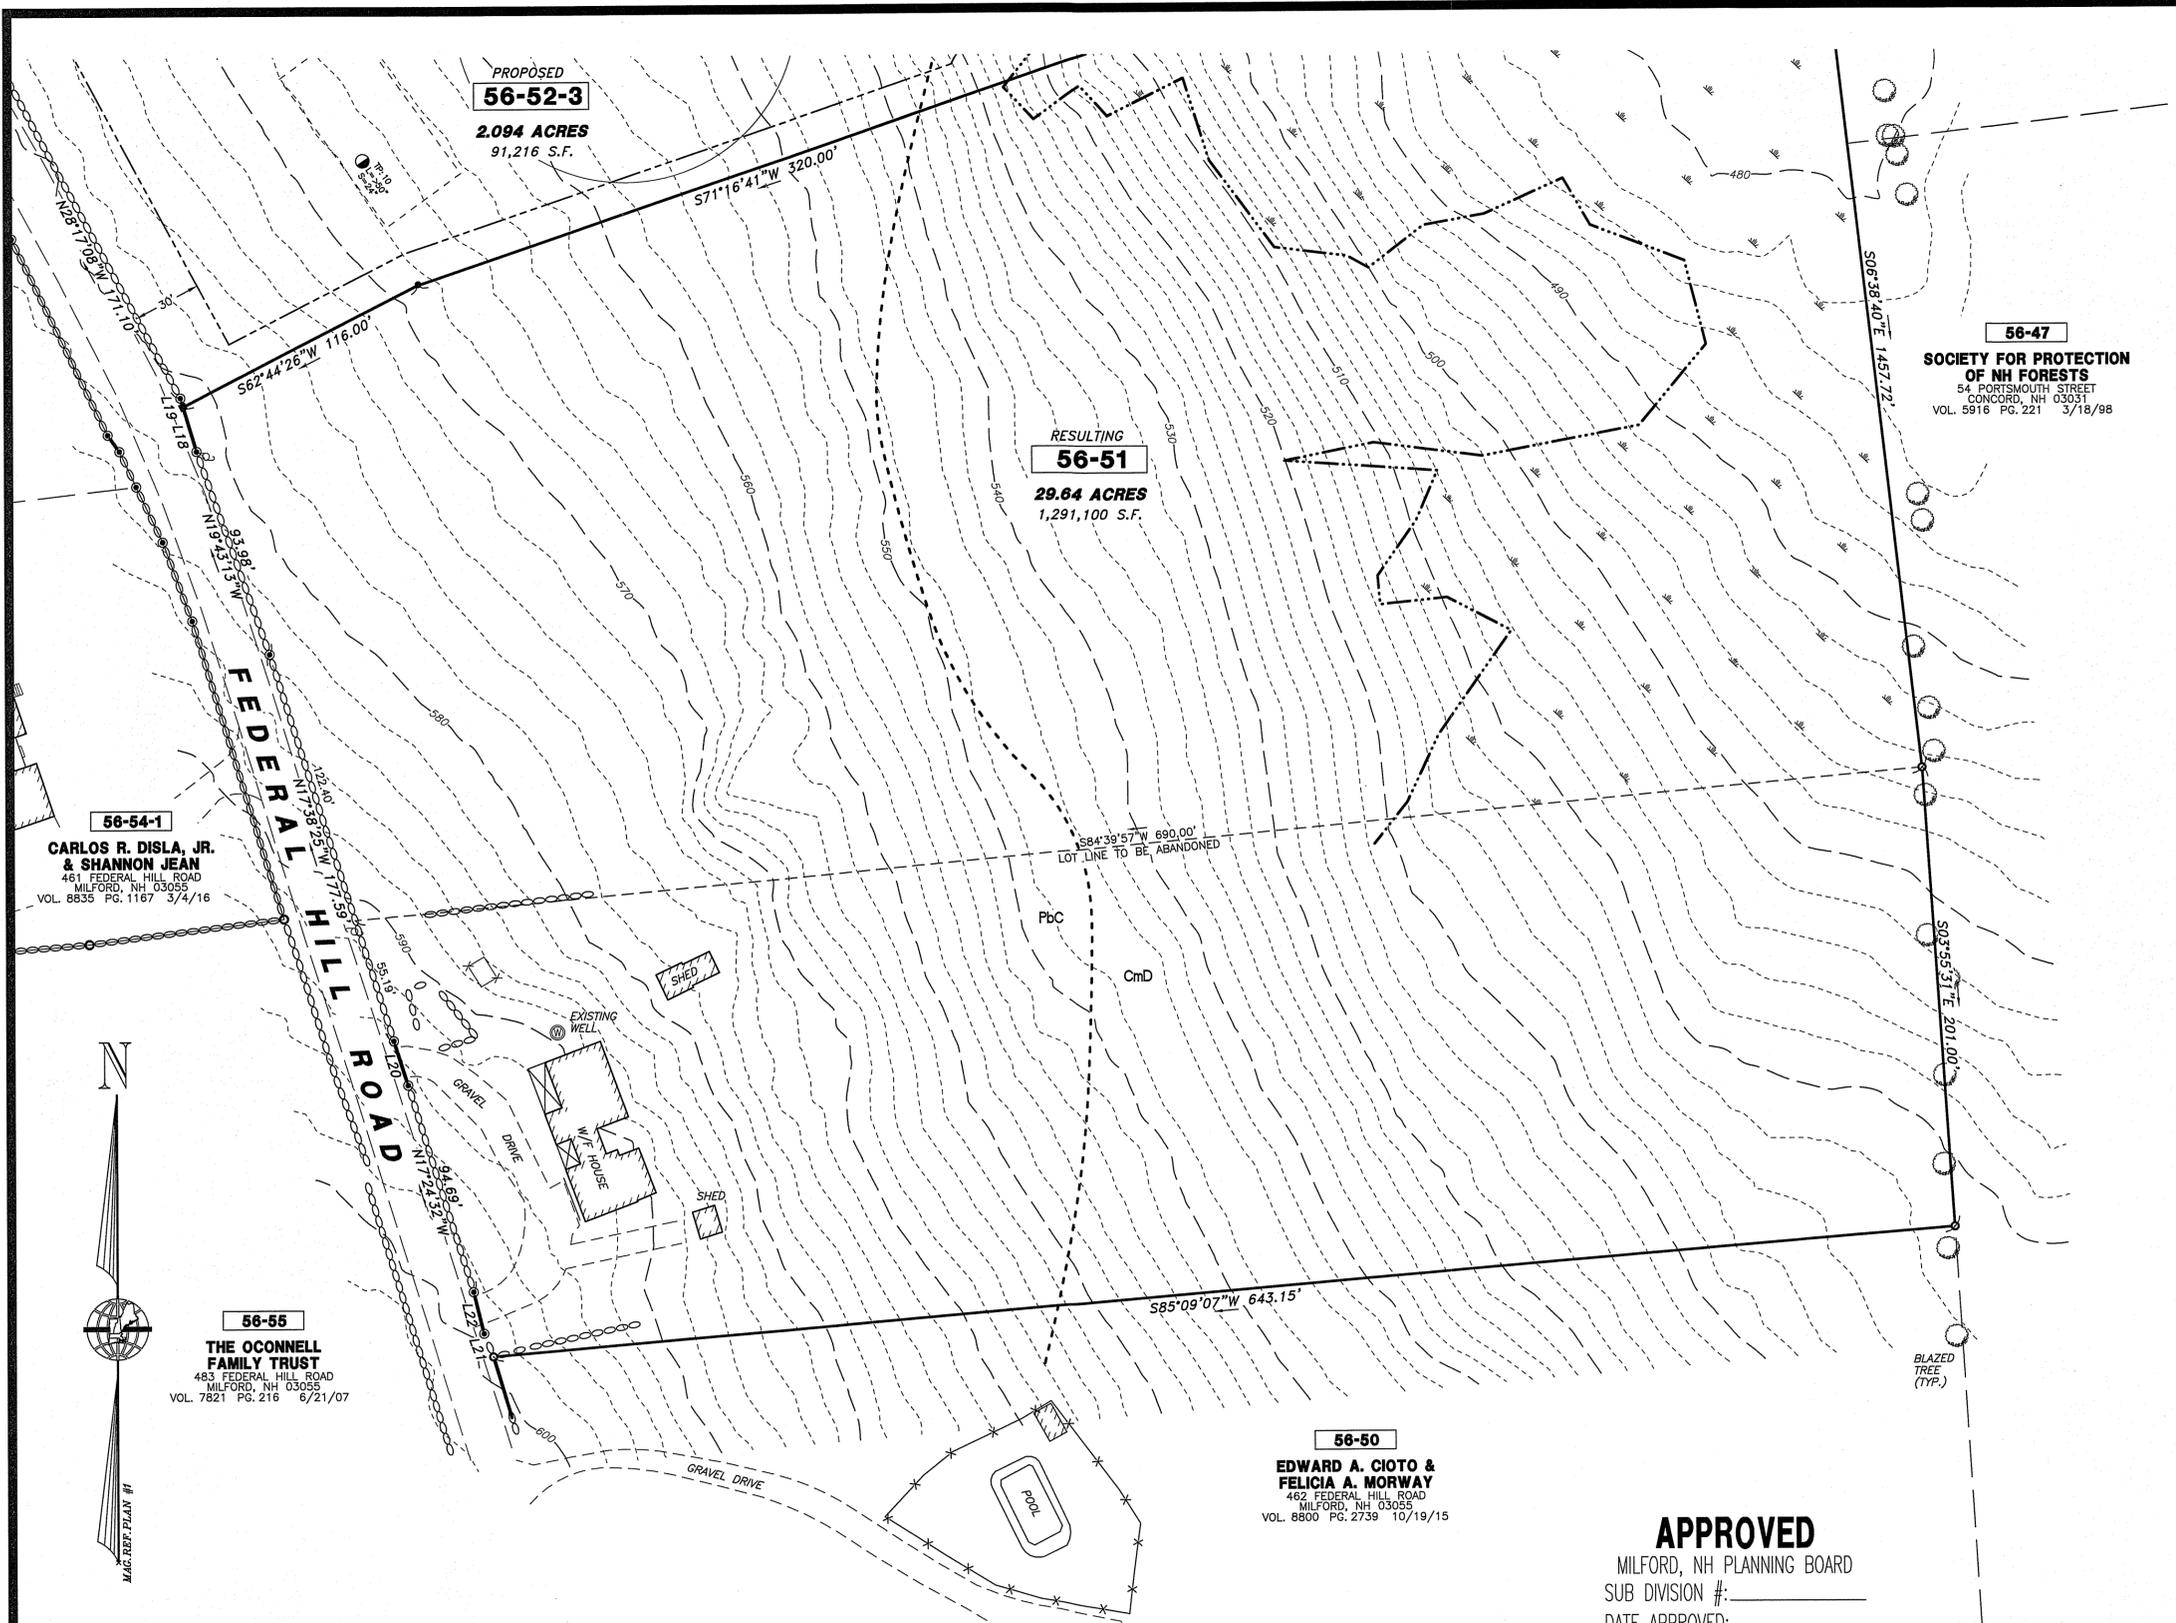 PROPOSED
56-52-3
2.094 ACRES
91,216 S.F.
TP-10
S71°16'41"W 320.00'
N28°17'08"W 171.10'
30'
S62°44'26"W 116.00'
L19
L18
480
490
500
510
520
530
540
550
560
570
580
590
600
S06°38'40"E 1457.72'
56-47
SOCIETY FOR PROTECTION
OF NH FORESTS
54 PORTSMOUTH STREET
CONCORD, NH 03031
VOL. 5916 PG. 221 3/18/98
RESULTING
56-51
29.64 ACRES
1,291,100 S.F.
93.98'
N19°43'13"W
FEDERAL HILL ROAD
122.40'
N17°38'25"W 177.59'
55.19'
56-54-1
CARLOS R. DISLA, JR.
& SHANNON JEAN
461 FEDERAL HILL ROAD
MILFORD, NH 03055
VOL. 8835 PG. 1167 3/4/16
S84°39'57"W 690.00'
LOT LINE TO BE ABANDONED
PbC
CmD
S03°55'31"E 201.00'
SHED
EXISTING
WELL
W
L20
GRAVEL
DRIVE
W/F HOUSE
SHED
94.69'
N17°24'32"W
L22
L21
S85°09'07"W 643.15'
N
MAG.REF.PLAN #1
56-55
THE OCONNELL
FAMILY TRUST
483 FEDERAL HILL ROAD
MILFORD, NH 03055
VOL. 7821 PG. 216 6/21/07
BLAZED
TREE
(TYP.)
GRAVEL DRIVE
POOL
56-50
EDWARD A. CIOTO &
FELICIA A. MORWAY
462 FEDERAL HILL ROAD
MILFORD, NH 03055
VOL. 8800 PG. 2739 10/19/15
APPROVED
MILFORD, NH PLANNING BOARD
SUB DIVISION #:
DATE APPROVED: